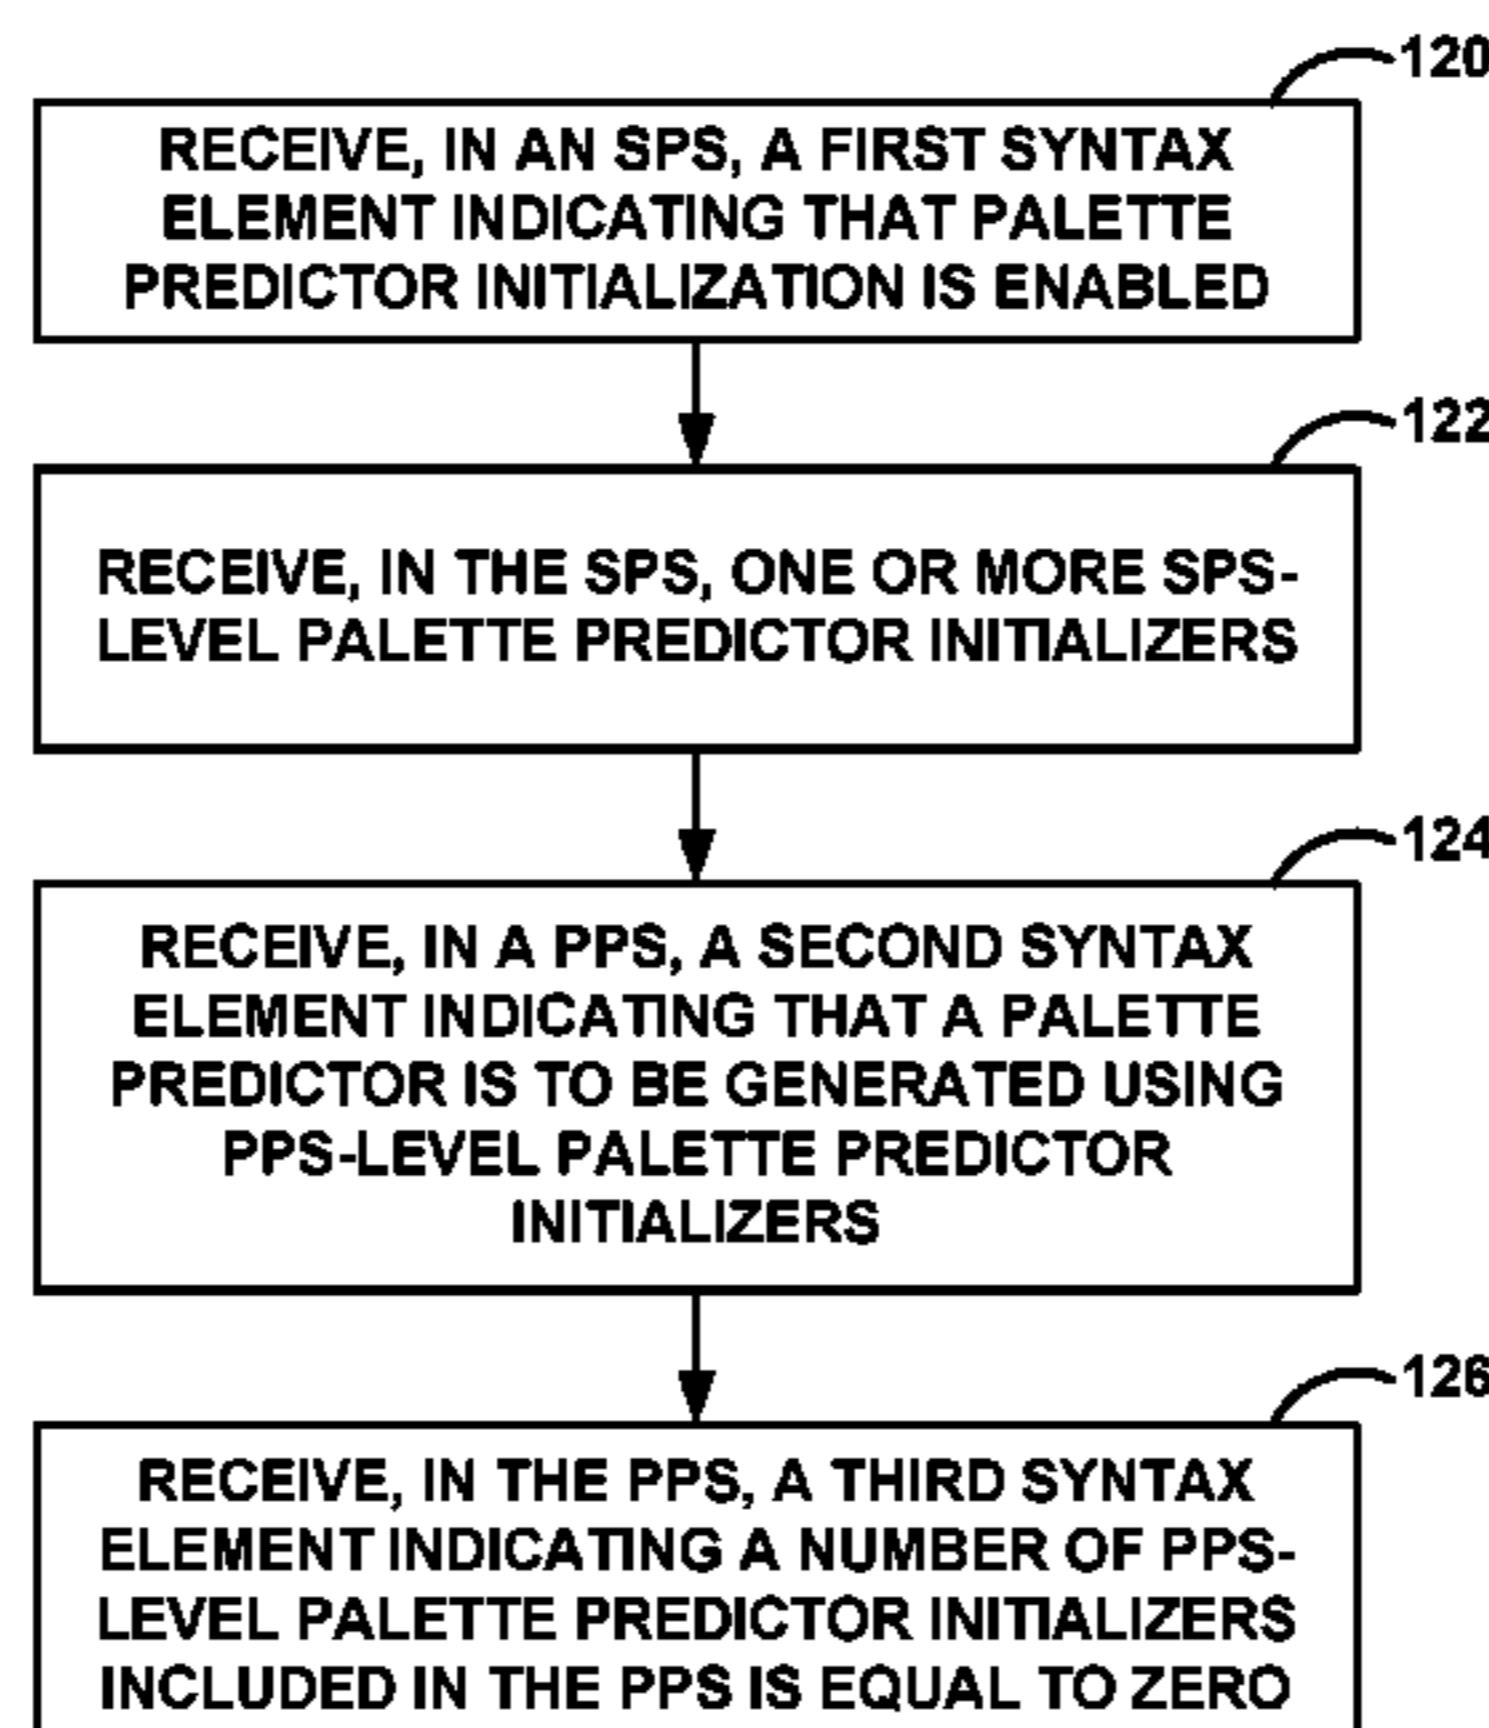 120
RECEIVE, IN AN SPS, A FIRST SYNTAX
ELEMENT INDICATING THAT PALETTE
PREDICTOR INITIALIZATION IS ENABLED
122
RECEIVE, IN THE SPS, ONE OR MORE SPS-
LEVEL PALETTE PREDICTOR INITIALIZERS
124
RECEIVE, IN A PPS, A SECOND SYNTAX
ELEMENT INDICATING THAT A PALETTE
PREDICTOR IS TO BE GENERATED USING
PPS-LEVEL PALETTE PREDICTOR
INITIALIZERS
126
RECEIVE, IN THE PPS, A THIRD SYNTAX
ELEMENT INDICATING A NUMBER OF PPS-
LEVEL PALETTE PREDICTOR INITIALIZERS
INCLUDED IN THE PPS IS EQUAL TO ZERO